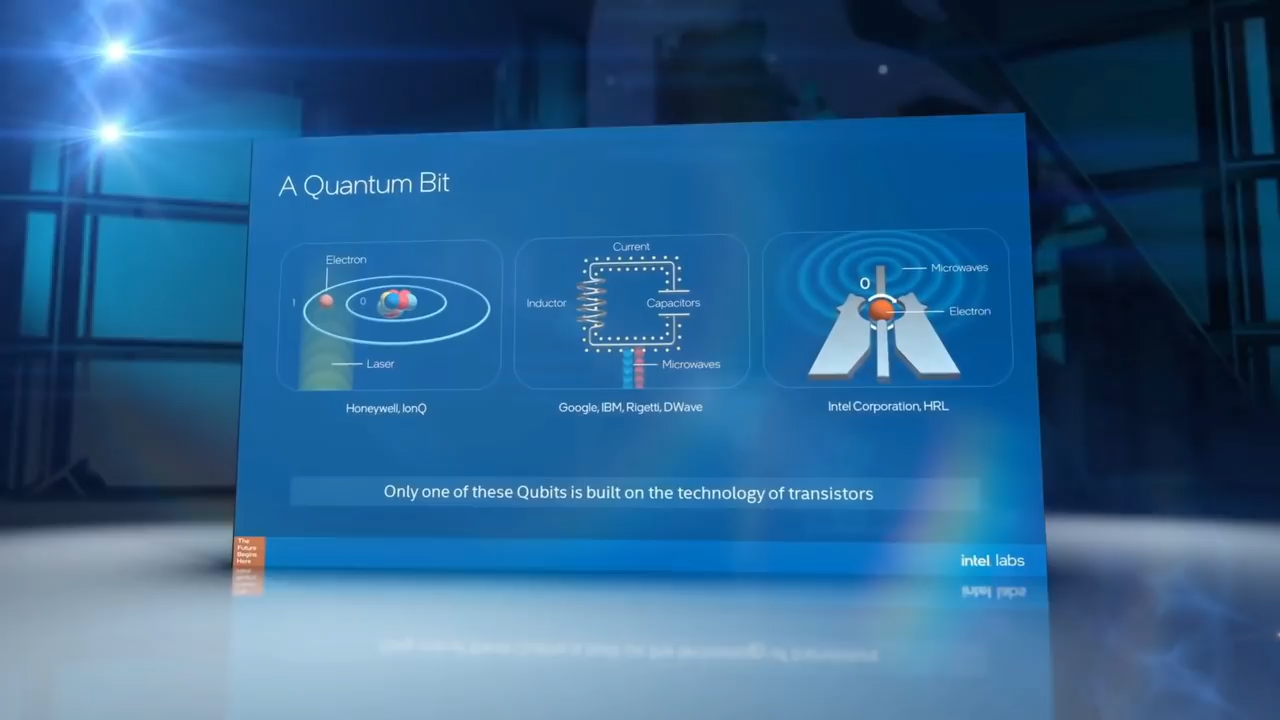 A Quantum Bit
Electron
1
0
Laser
Honeywell, IonQ
Current
Inductor
Capacitors
Microwaves
Google, IBM, Rigetti, DWave
0
Microwaves
Electron
Intel Corporation, HRL
Only one of these Qubits is built on the technology of transistors
The
Future
Begins
Here
intel labs